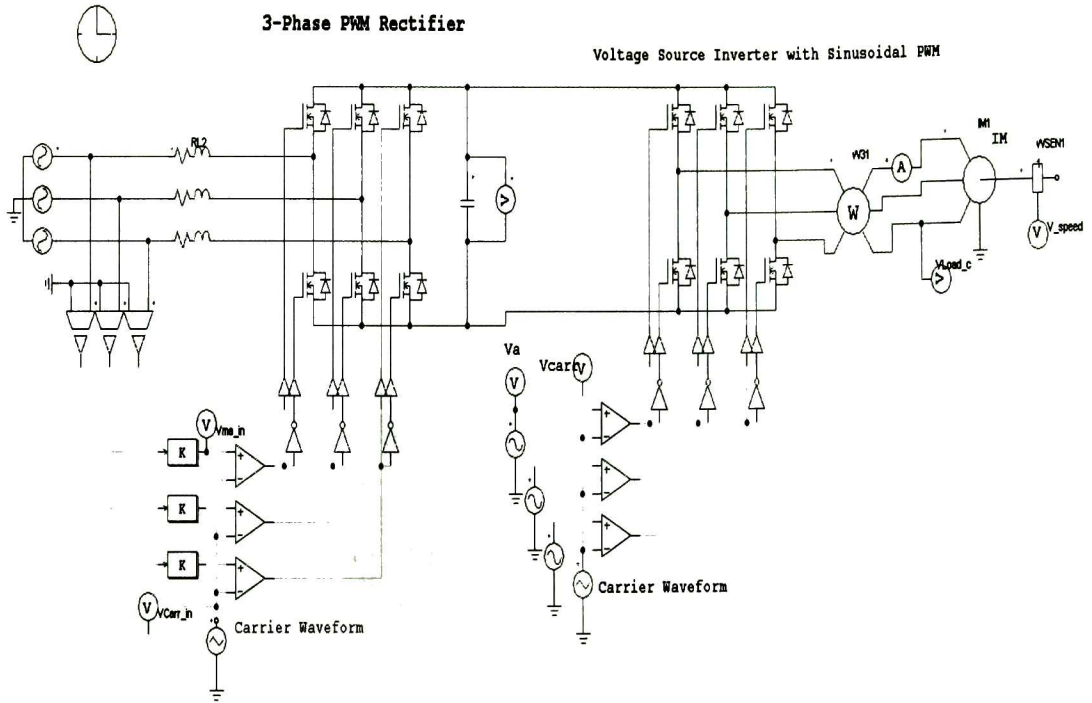 3-Phase PWM Rectifier
Voltage Source Inverter with Sinusoidal PWM
RL2
W31
A
IM1
IM
WSEN1
V
W
V
V_speed
VLoad_c
V
Va
V
Vcarr
V
V
Vma_in
K
K
K
V
VCarr_in
Carrier Waveform
Carrier Waveform